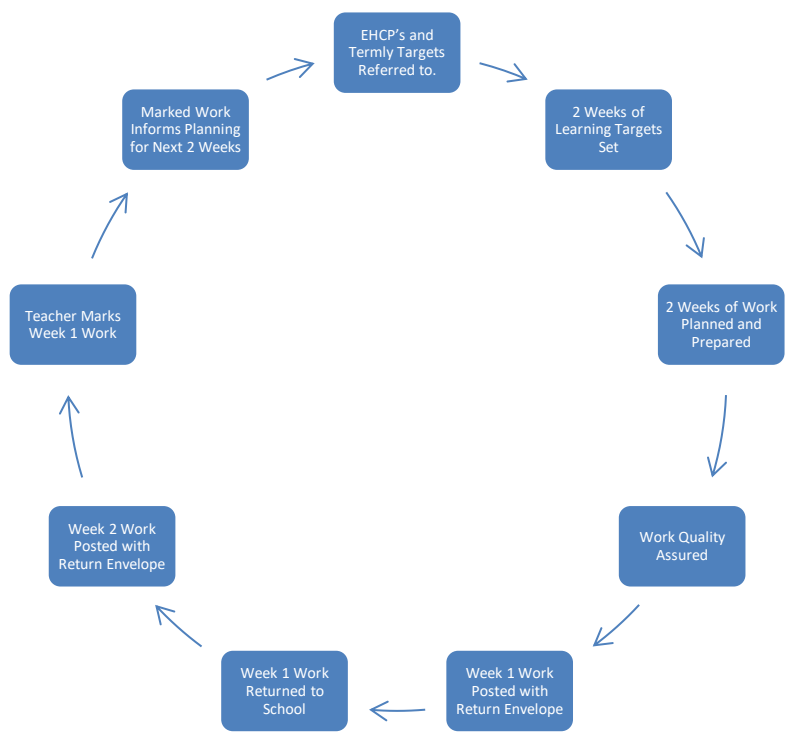 EHCP's and
Termly Targets
Referred to.
2 Weeks of
Learning Targets
Set
2 Weeks of Work
Planned and
Prepared
Work Quality
Assured
Week 1 Work
Posted with
Return Envelope
Week 1 Work
Returned to
School
Week 2 Work
Posted with
Return Envelope
Teacher Marks
Week 1 Work
Marked Work
Informs Planning
for Next 2 Weeks